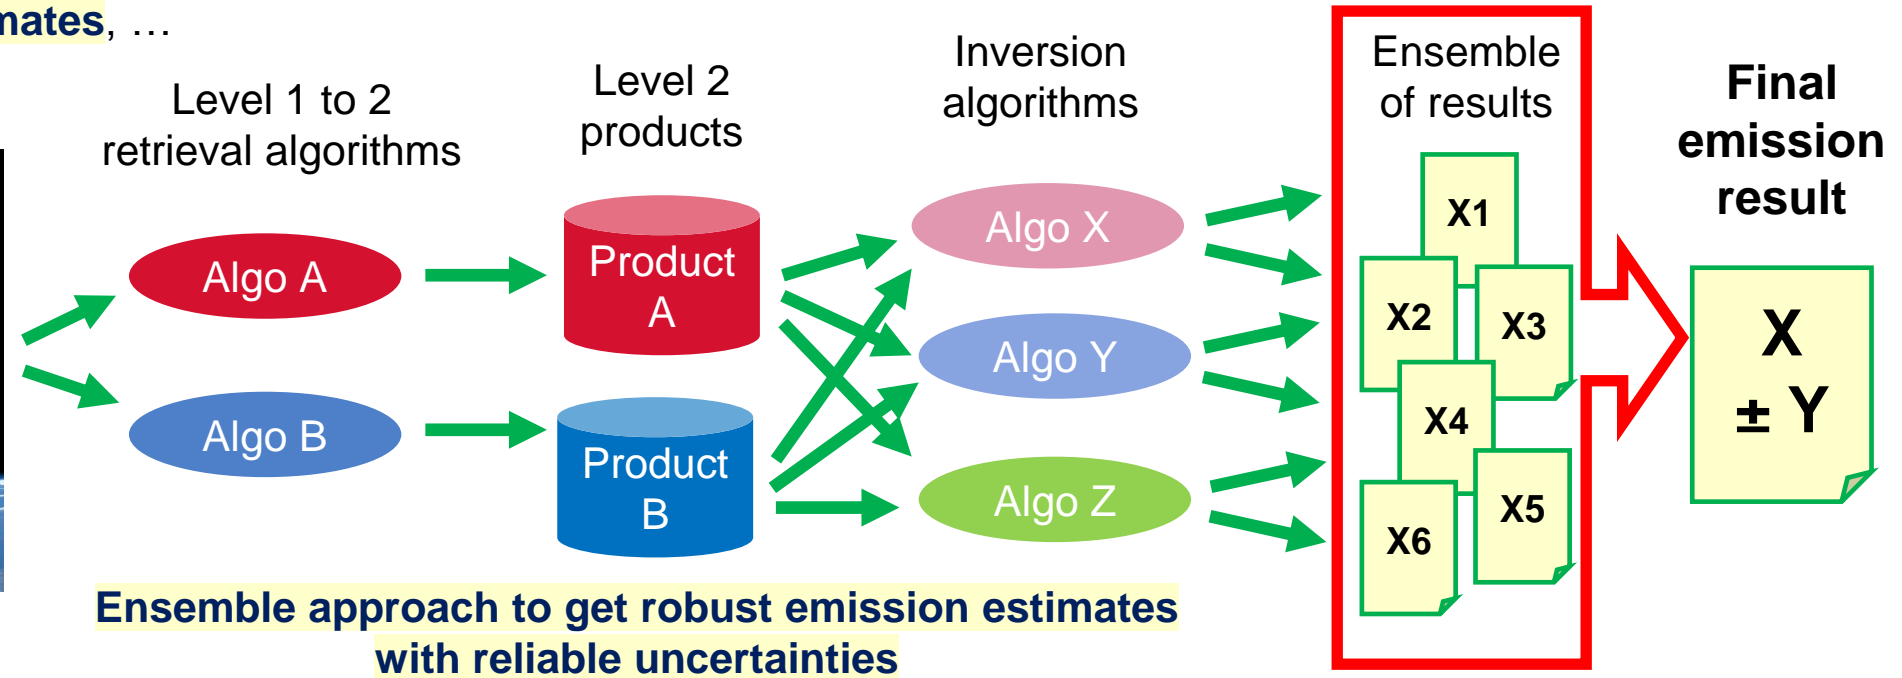 mates, …
Level 1 to 2
retrieval algorithms
Level 2
products
Inversion
algorithms
Ensemble
of results
Final
emission
result
Algo A
Algo B
Product
A
Product
B
Algo X
Algo Y
Algo Z
X1
X2
X3
X4
X5
X6
X
± Y
Ensemble approach to get robust emission estimates
with reliable uncertainties